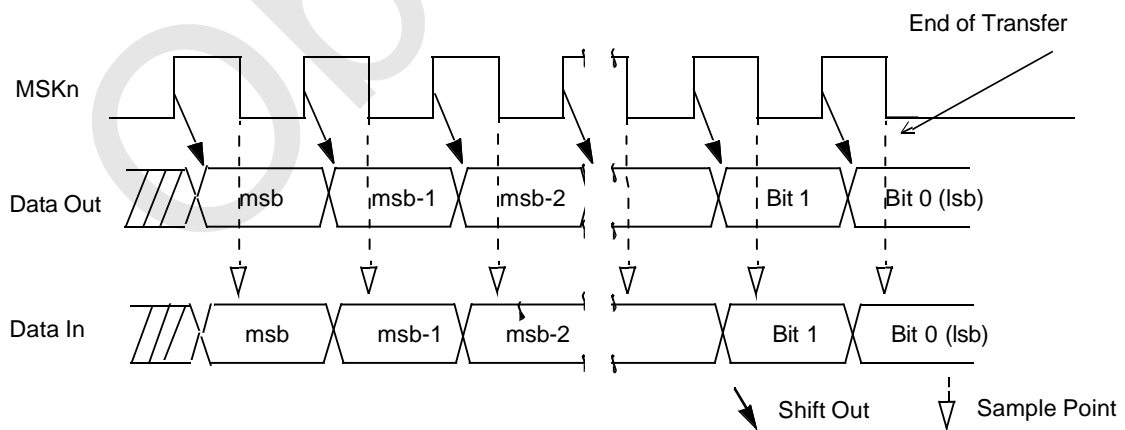 End of Transfer
MSKn
Data Out
msb
msb-1
msb-2
Bit 1
Bit 0 (lsb)
Data In
msb
msb-1
msb-2
Bit 1
Bit 0 (lsb)
Shift Out
Sample Point